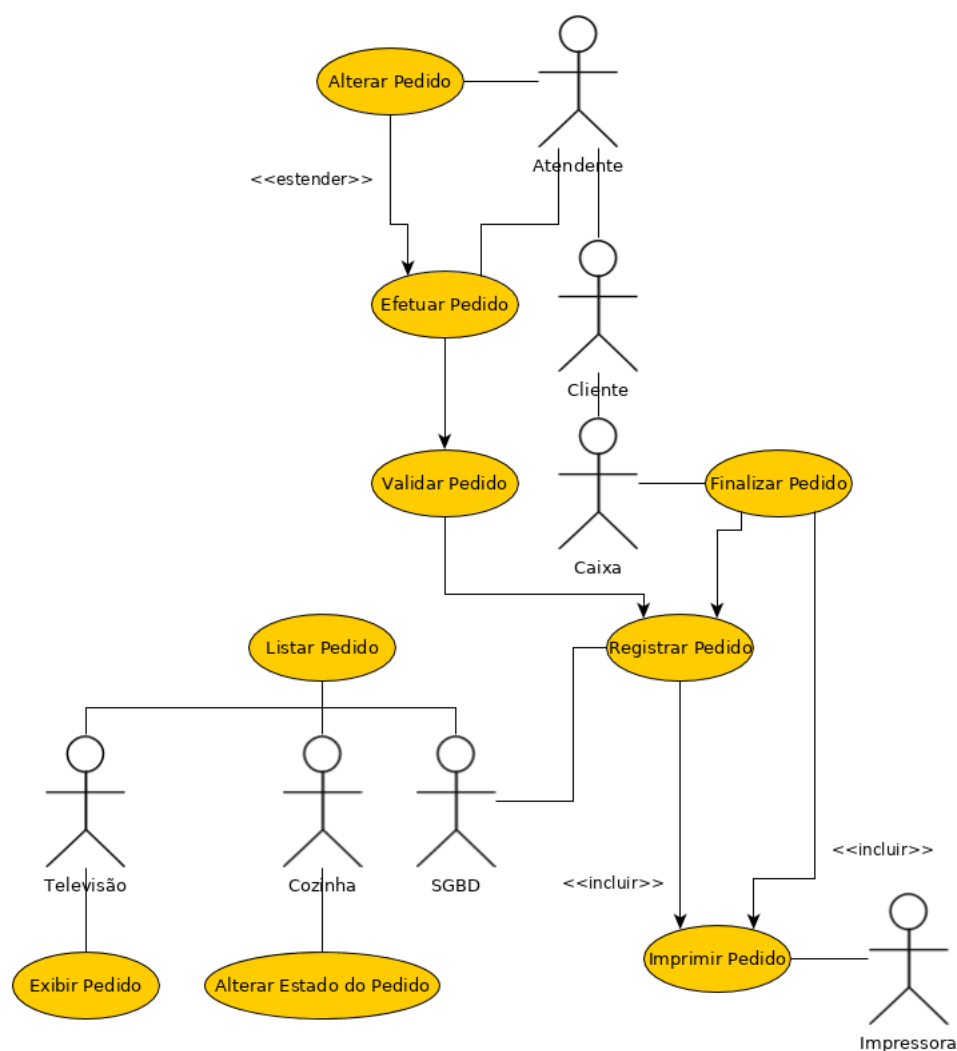 Alterar Pedido
Atendente
<<estender>>
Efetuar Pedido
Cliente
Validar Pedido
Finalizar Pedido
Caixa
Listar Pedido
Registrar Pedido
<<incluir>>
<<incluir>>
Televisão
Cozinha
SGBD
Imprimir Pedido
Exibir Pedido
Alterar Estado do Pedido
Impressora